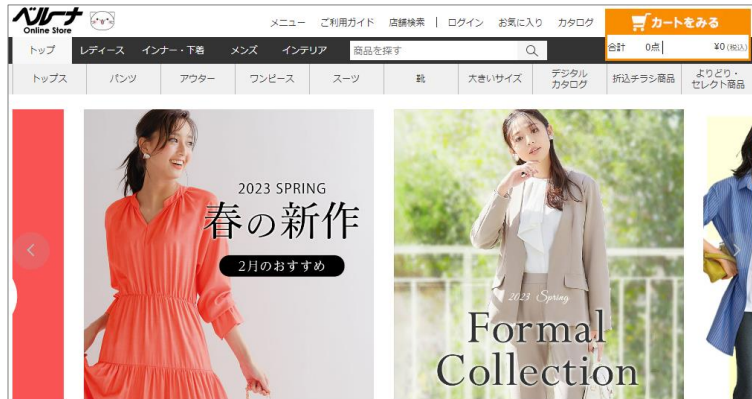 ベルーナ
Online Store
メニュー ご利用ガイド 店舗検索 | ログイン お気に入り カタログ
カートをみる
トップ レディース インナー・下着 メンズ インテリア 商品を探す
合計 0点 ¥0 (税込)
トップス パンツ アウター ワンピース スーツ 靴 大きいサイズ デジタル
カタログ 折込チラシ商品 よりどり・
セレクト商品
2023 SPRING
春の新作
2月のおすすめ
2023 Spring
Formal
Collection